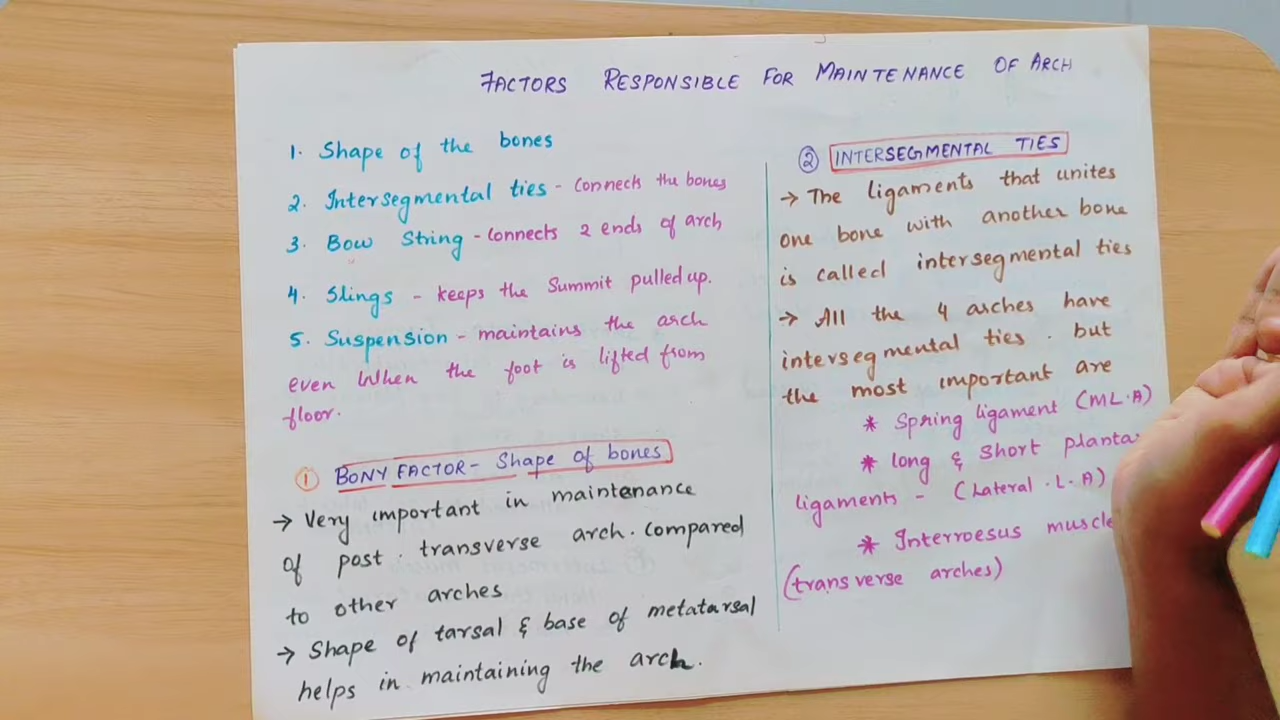 FACTORS RESPONSIBLE FOR MAINTENANCE OF ARCH
1. Shape of the bones
2. Intersegmental ties - Connects the bones
3. Bow String - Connects 2 ends of arch
4. Slings - keeps the Summit pulled up.
5. Suspension - maintains the arch
even When the foot is lifted from
floor.
① BONY FACTOR - Shape of bones
→ Very important in maintenance
of post. transverse arch. Compared
to other arches
→ Shape of tarsal & base of metatarsal
helps in maintaining the arch.
② INTERSEGMENTAL TIES
→ The ligaments that unites
one bone with another bone
is called intersegmental ties
→ All the 4 arches have
intersegmental ties. but
the most important are
* Spring ligament (ML.A)
* long & Short planta
ligaments - (Lateral.L.A)
* Interroesus muscle
(transverse arches)